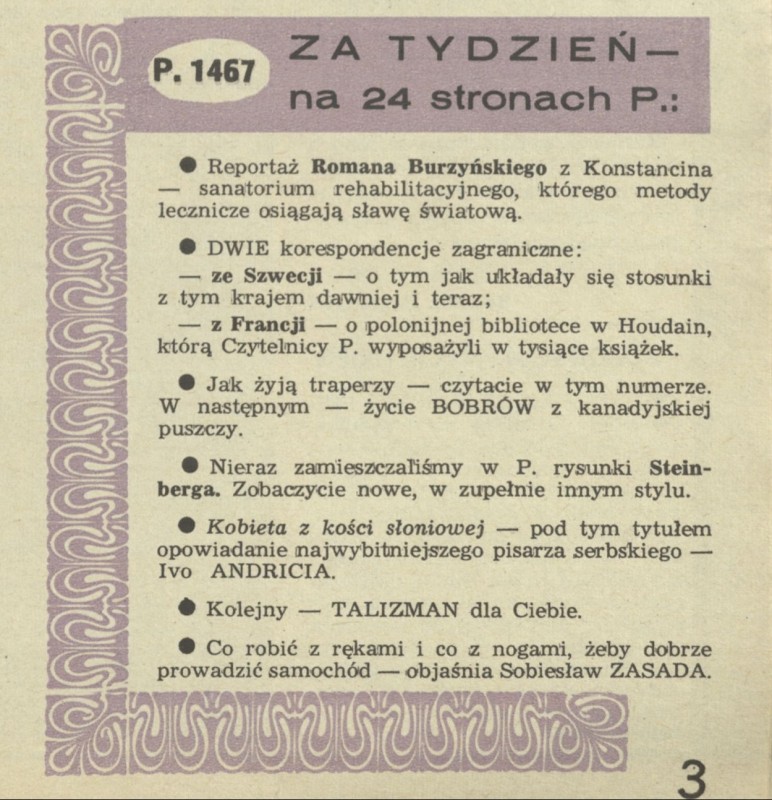 P. 1467
ZA TYDZIEŃ —
na 24 stronach P.:
● Reportaż Romana Burzyńskiego z Konstancina
— sanatorium rehabilitacyjnego, którego metody
lecznicze osiągają sławę światową.
● DWIE korespondencje zagraniczne:
— ze Szwecji — o tym jak układały się stosunki
z tym krajem dawniej i teraz;
— z Francji — o polonijnej bibliotece w Houdain,
którą Czytelnicy P. wyposażyli w tysiące książek.
● Jak żyją traperzy — czytacie w tym numerze.
W następnym — życie BOBRÓW z kanadyjskiej
puszczy.
● Nieraz zamieszczaliśmy w P. rysunki Stein-
berga. Zobaczycie nowe, w zupełnie innym stylu.
● Kobieta z kości słoniowej — pod tym tytułem
opowiadanie najwybitniejszego pisarza serbskiego —
Ivo ANDRICIA.
● Kolejny — TALIZMAN dla Ciebie.
● Co robić z rękami i co z nogami, żeby dobrze
prowadzić samochód — objaśnia Sobiesław ZASADA.
3